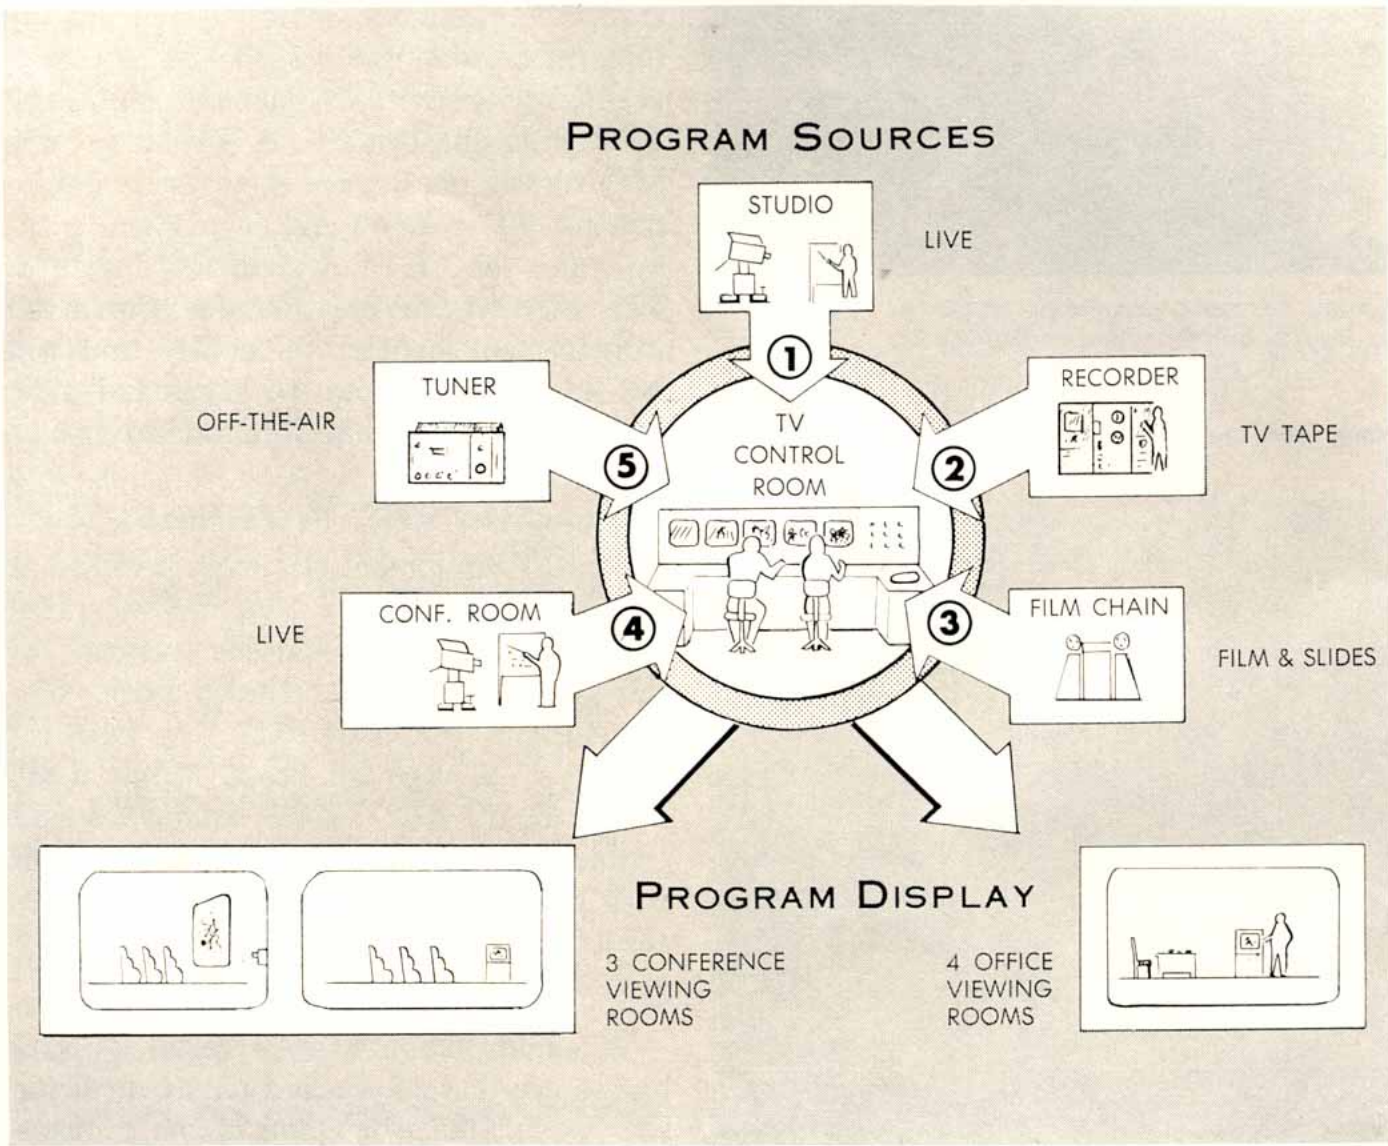 PROGRAM SOURCES
STUDIO
LIVE
1
TUNER
OFF-THE-AIR
5
RECORDER
TV TAPE
2
TV
CONTROL
ROOM
CONF. ROOM
LIVE
4
FILM CHAIN
FILM & SLIDES
3
PROGRAM DISPLAY
3 CONFERENCE
VIEWING
ROOMS
4 OFFICE
VIEWING
ROOMS